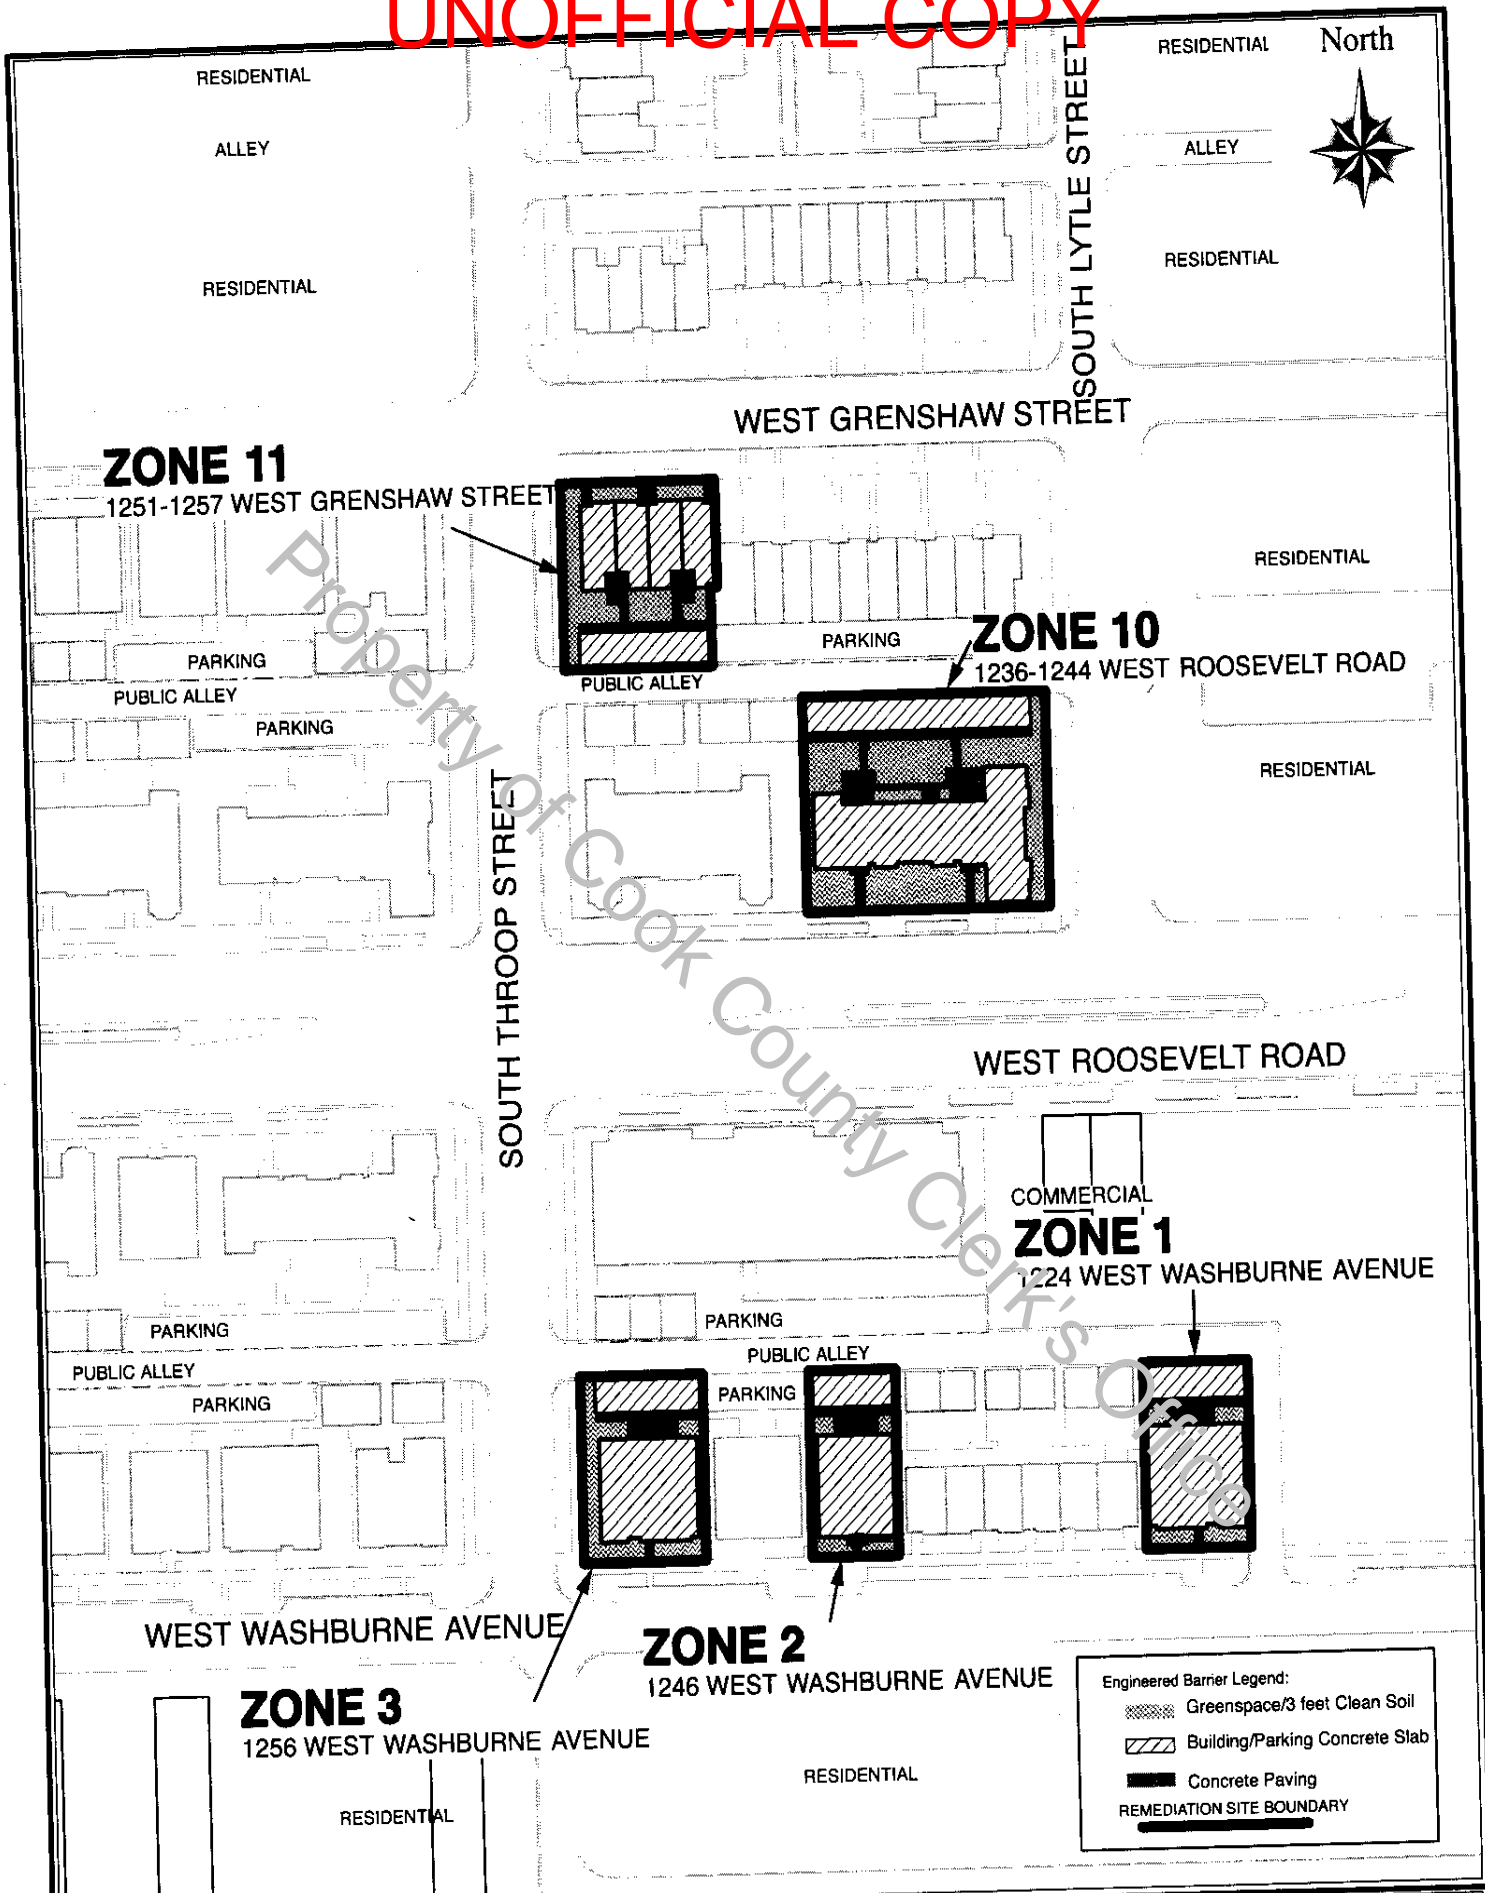 UNOFFICIAL COPY
RESIDENTIAL
RESIDENTIAL
North
ALLEY
ALLEY
SOUTH LYTLE STREET
RESIDENTIAL
RESIDENTIAL
WEST GRENSHAW STREET
ZONE 11
1251-1257 WEST GRENSHAW STREET
RESIDENTIAL
PARKING
ZONE 10
1236-1244 WEST ROOSEVELT ROAD
PARKING
PUBLIC ALLEY
PUBLIC ALLEY
PARKING
RESIDENTIAL
SOUTH THROOP STREET
Property of Cook County Clerk's Office
WEST ROOSEVELT ROAD
COMMERCIAL
ZONE 1
1224 WEST WASHBURNE AVENUE
PARKING
PARKING
PUBLIC ALLEY
PUBLIC ALLEY
PARKING
PARKING
WEST WASHBURNE AVENUE
ZONE 2
1246 WEST WASHBURNE AVENUE
ZONE 3
1256 WEST WASHBURNE AVENUE
RESIDENTIAL
RESIDENTIAL
Engineered Barrier Legend:
Greenspace/3 feet Clean Soil
Building/Parking Concrete Slab
Concrete Paving
REMEDIATION SITE BOUNDARY